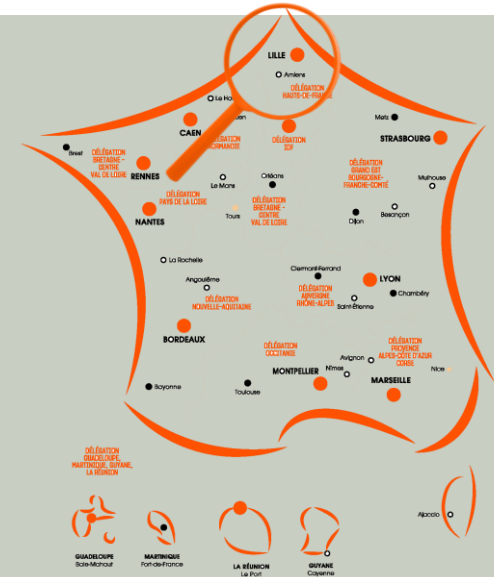 LILLE
Amiens
DÉLÉGATION
HAUTS-DE-FRANCE
Le Ha
en
CAEN
DÉLÉGATION
NORMANDIE
DÉLÉGATION
IDF
Metz
STRASBOURG
Brest
DÉLÉGATION
BRETAGNE -
CENTRE
VAL DE LOIRE
RENNES
Le Mans
Orléans
DÉLÉGATION
GRAND EST
BOURGOGNE-
FRANCHE-COMTÉ
Mulhouse
DÉLÉGATION
PAYS DE LA LOIRE
NANTES
Tours
DÉLÉGATION
BRETAGNE -
CENTRE
VAL DE LOIRE
Dijon
Besançon
La Rochelle
Angoulême
DÉLÉGATION
NOUVELLE-AQUITAINE
Clermont-Ferrand
LYON
DÉLÉGATION
AUVERGNE
RHÔNE-ALPES
Saint-Étienne
Chambéry
BORDEAUX
DÉLÉGATION
OCCITANIE
DÉLÉGATION
PROVENCE
ALPES-CÔTE D'AZUR
CORSE
Avignon
Nîmes
Nice
MONTPELLIER
MARSEILLE
Bayonne
Toulouse
DÉLÉGATION
GUADELOUPE,
MARTINIQUE, GUYANE,
LA RÉUNION
Ajaccio
GUADELOUPE
Baie-Mahault
MARTINIQUE
Fort-de-France
LA RÉUNION
Le Port
GUYANE
Cayenne